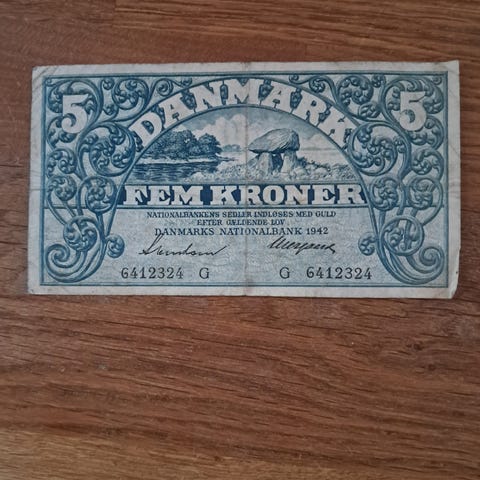 5 DANMARK 5
FEM KRONER
NATIONALBANKENS SEDLER INDLØSES MED GULD
EFTER GÆLDENDE LOV
DANMARKS NATIONALBANK 1942
6412324 G G 6412324